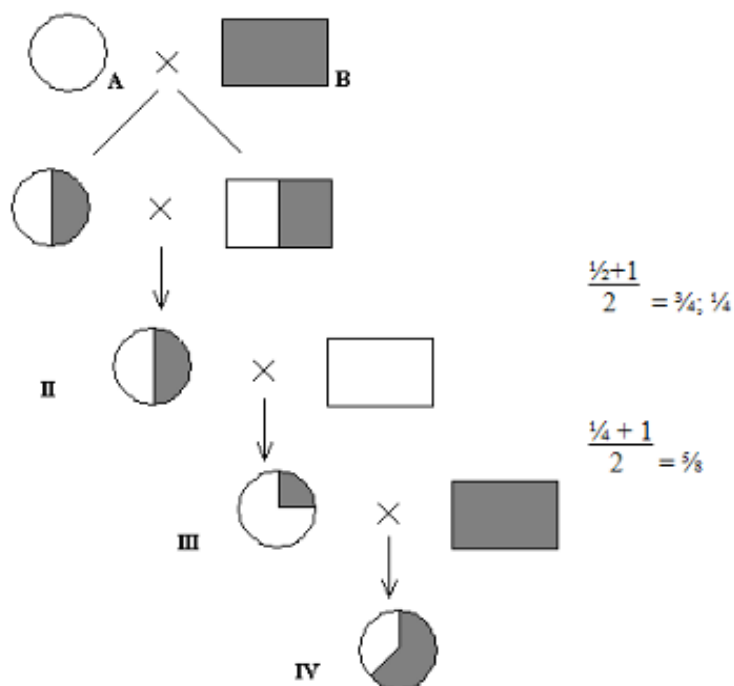 A × B
×
½+1
2 = ¾; ¼
II ×
¼ + 1
2 = ⅝
III ×
IV